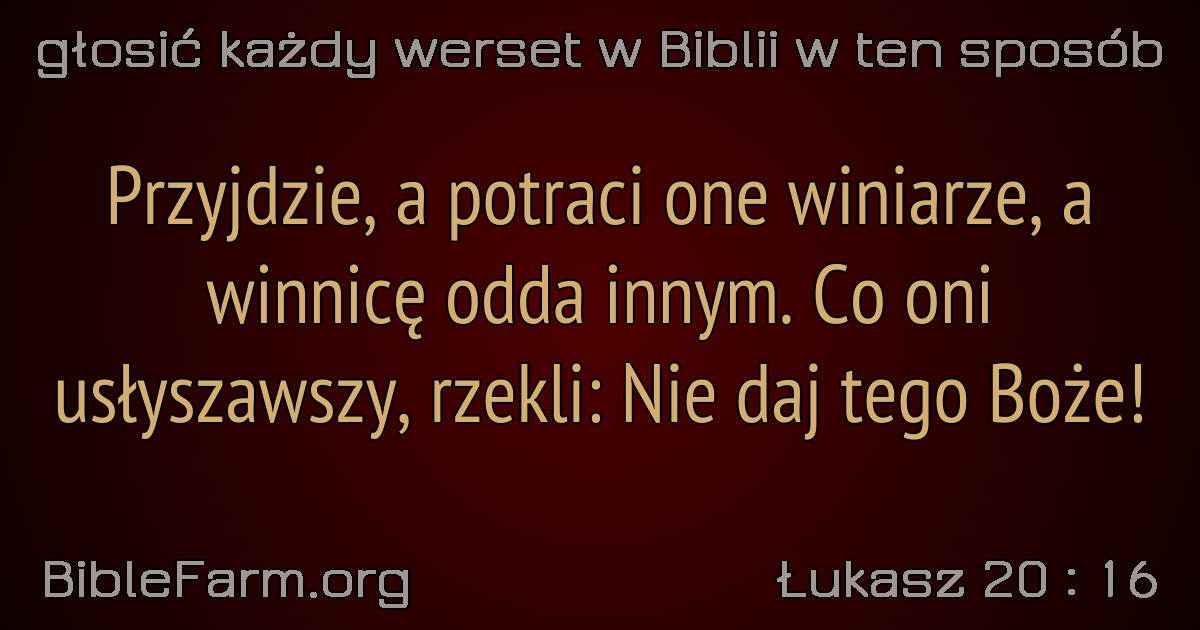 głosić każdy werset w Biblii w ten sposób
Przyjdzie, a potraci one winiarze, a
winnicę odda innym. Co oni
usłyszawszy, rzekli: Nie daj tego Boże!
BibleFarm.org
Łukasz 20 : 16